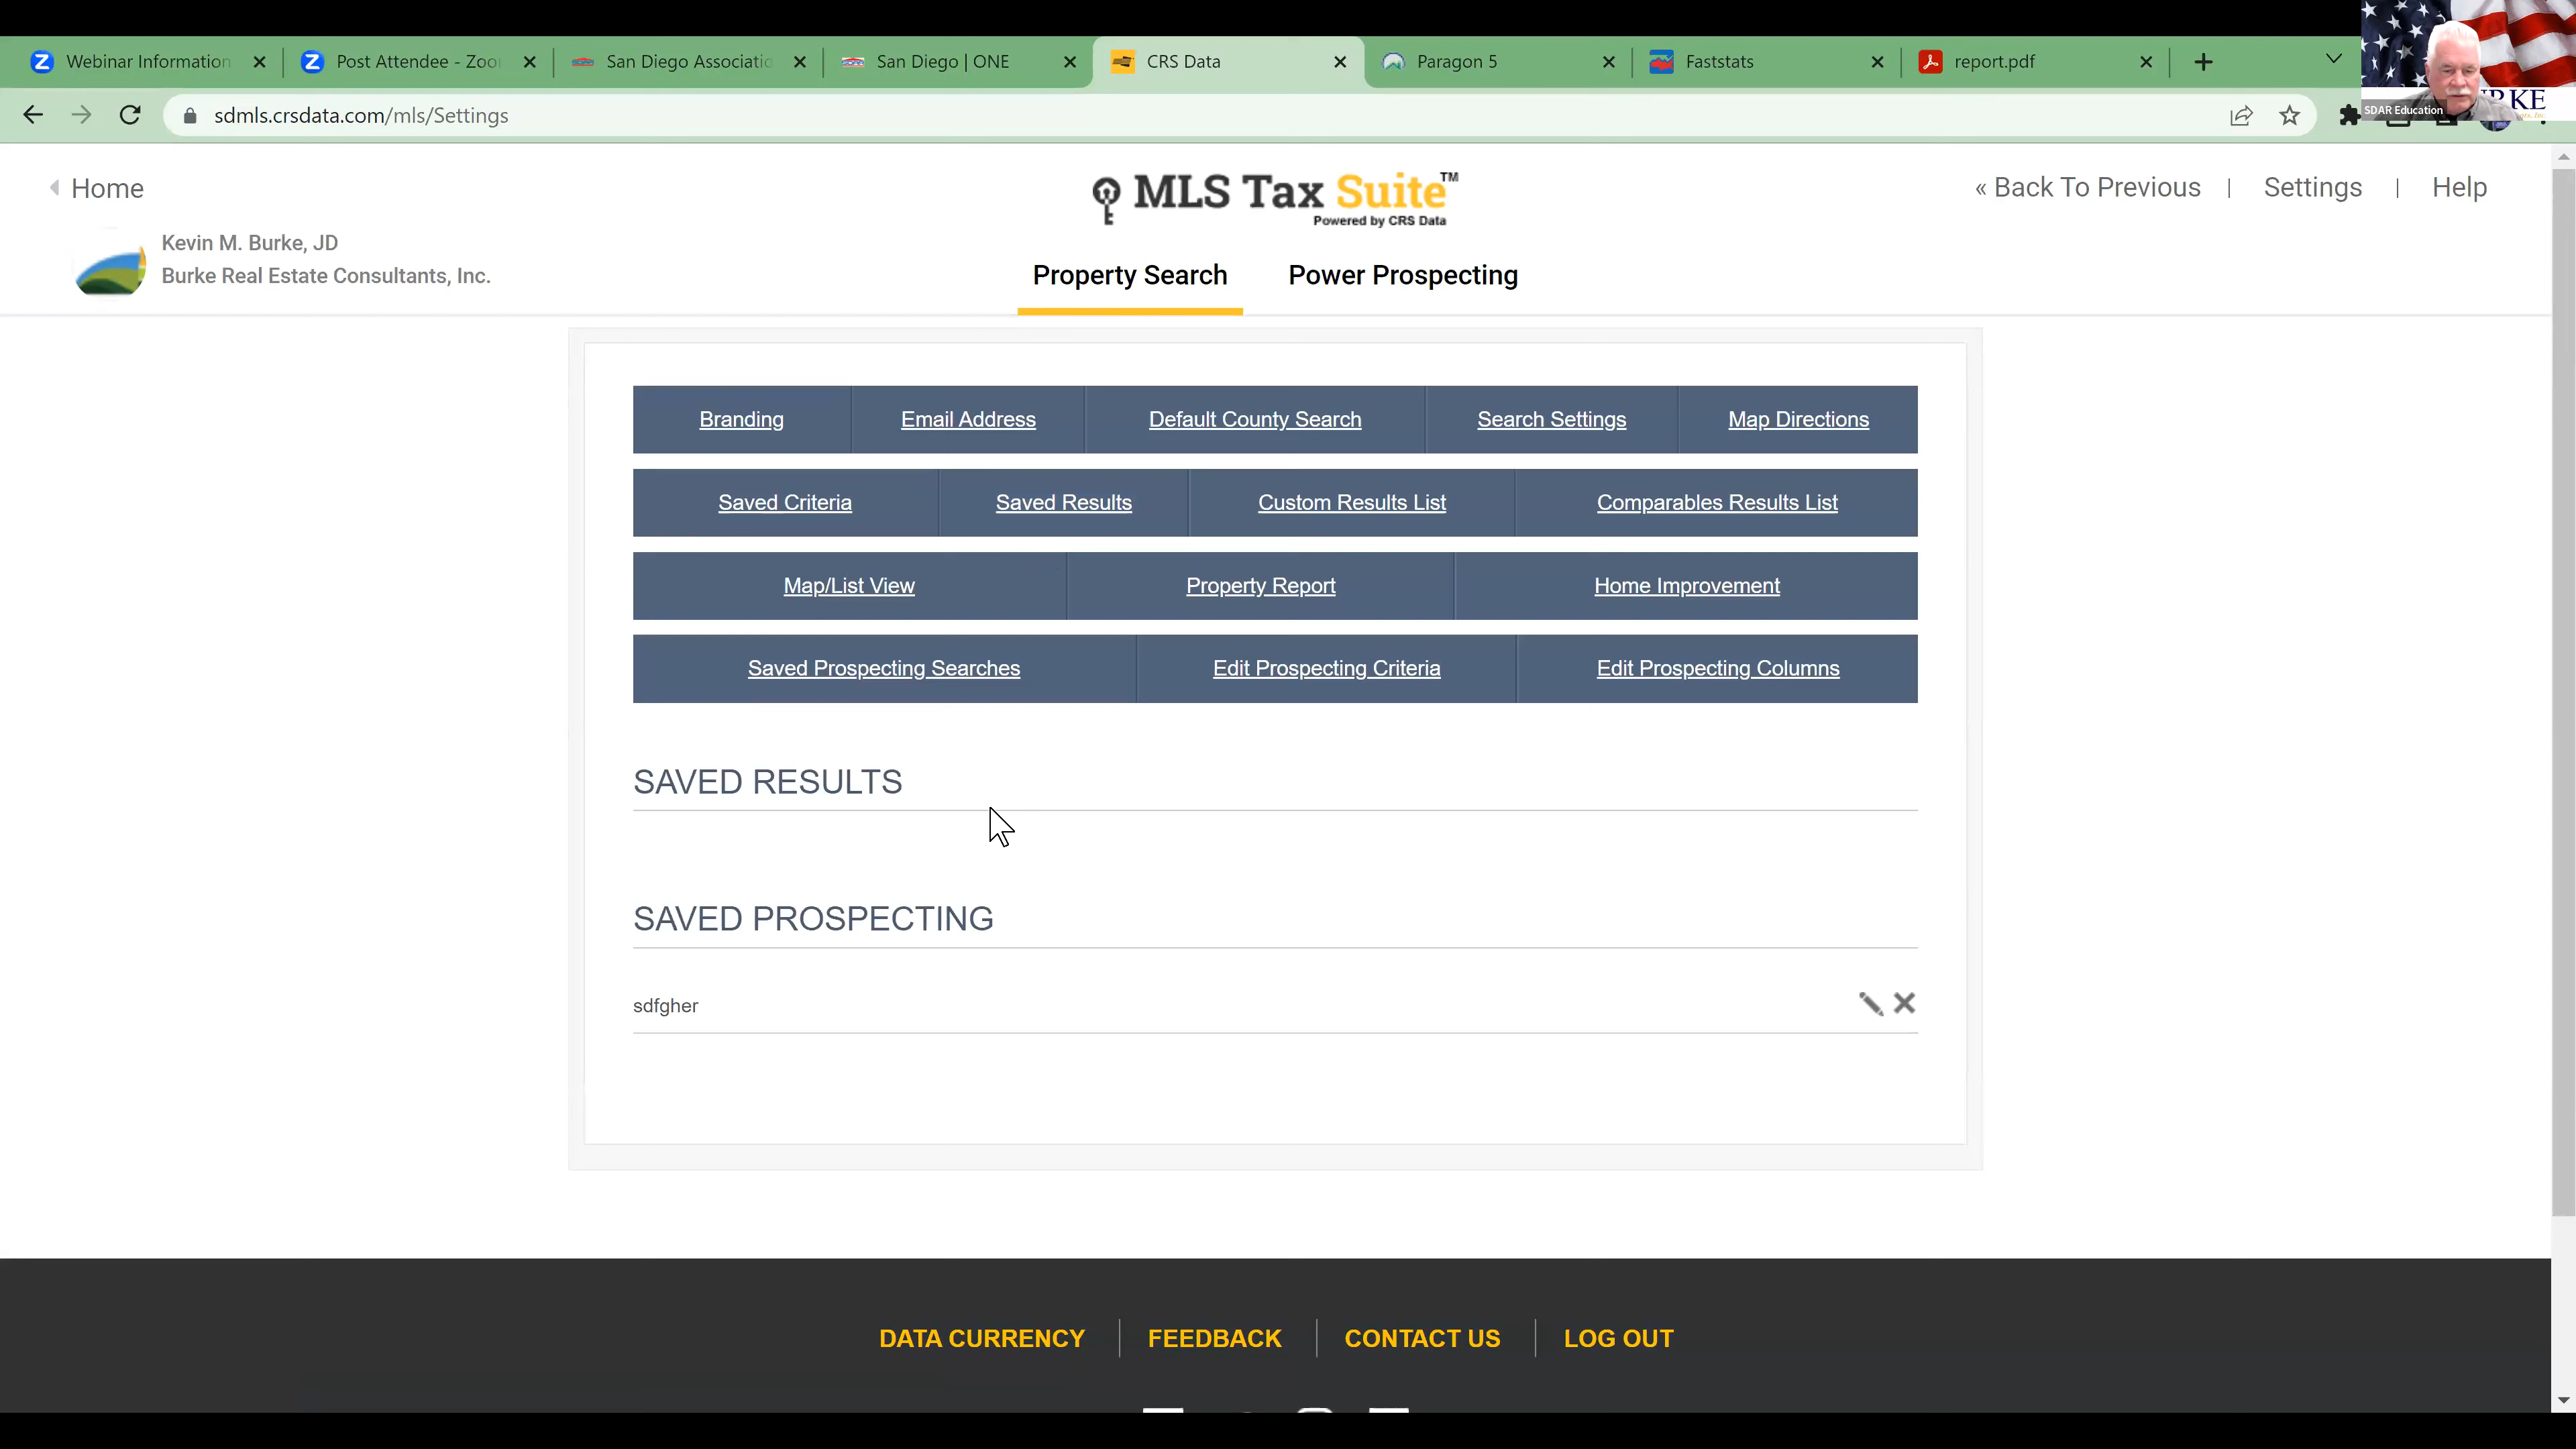 Webinar Information
Post Attendee - Zoo
San Diego Associatio
San Diego | ONE
CRS Data
Paragon 5
Faststats
report.pdf
sdmls.crsdata.com/mls/Settings
SDAR Education
RKE
Home
MLS Tax Suite™
Powered by CRS Data
« Back To Previous | Settings | Help
Kevin M. Burke, JD
Burke Real Estate Consultants, Inc.
Property Search Power Prospecting
Branding Email Address Default County Search Search Settings Map Directions
Saved Criteria Saved Results Custom Results List Comparables Results List
Map/List View Property Report Home Improvement
Saved Prospecting Searches Edit Prospecting Criteria Edit Prospecting Columns
SAVED RESULTS
SAVED PROSPECTING
sdfgher
DATA CURRENCY FEEDBACK CONTACT US LOG OUT